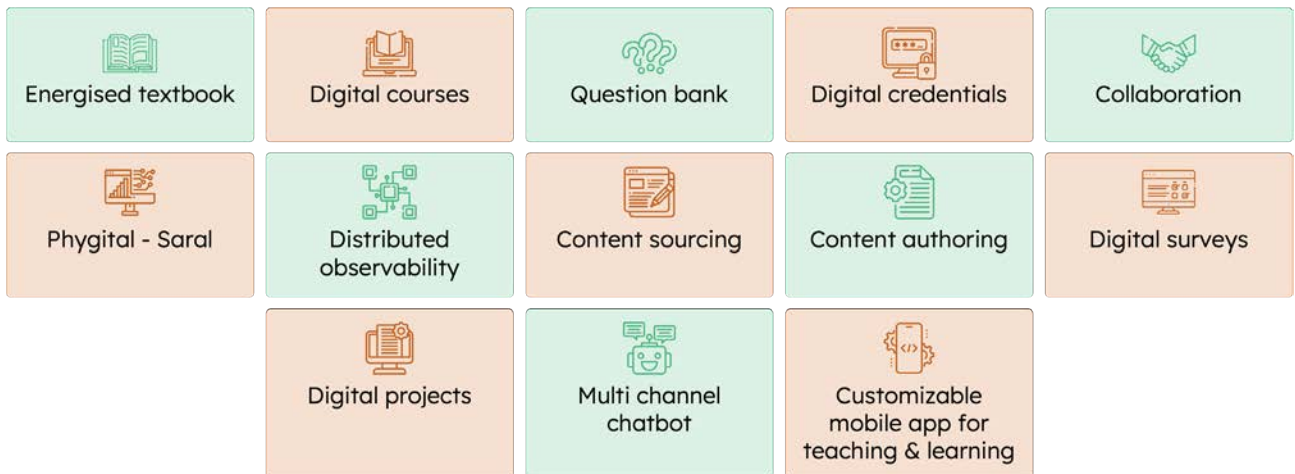 Energised textbook
Digital courses
Question bank
Digital credentials
Collaboration
Phygital - Saral
Distributed
observability
Content sourcing
Content authoring
Digital surveys
Digital projects
Multi channel
chatbot
Customizable
mobile app for
teaching & learning